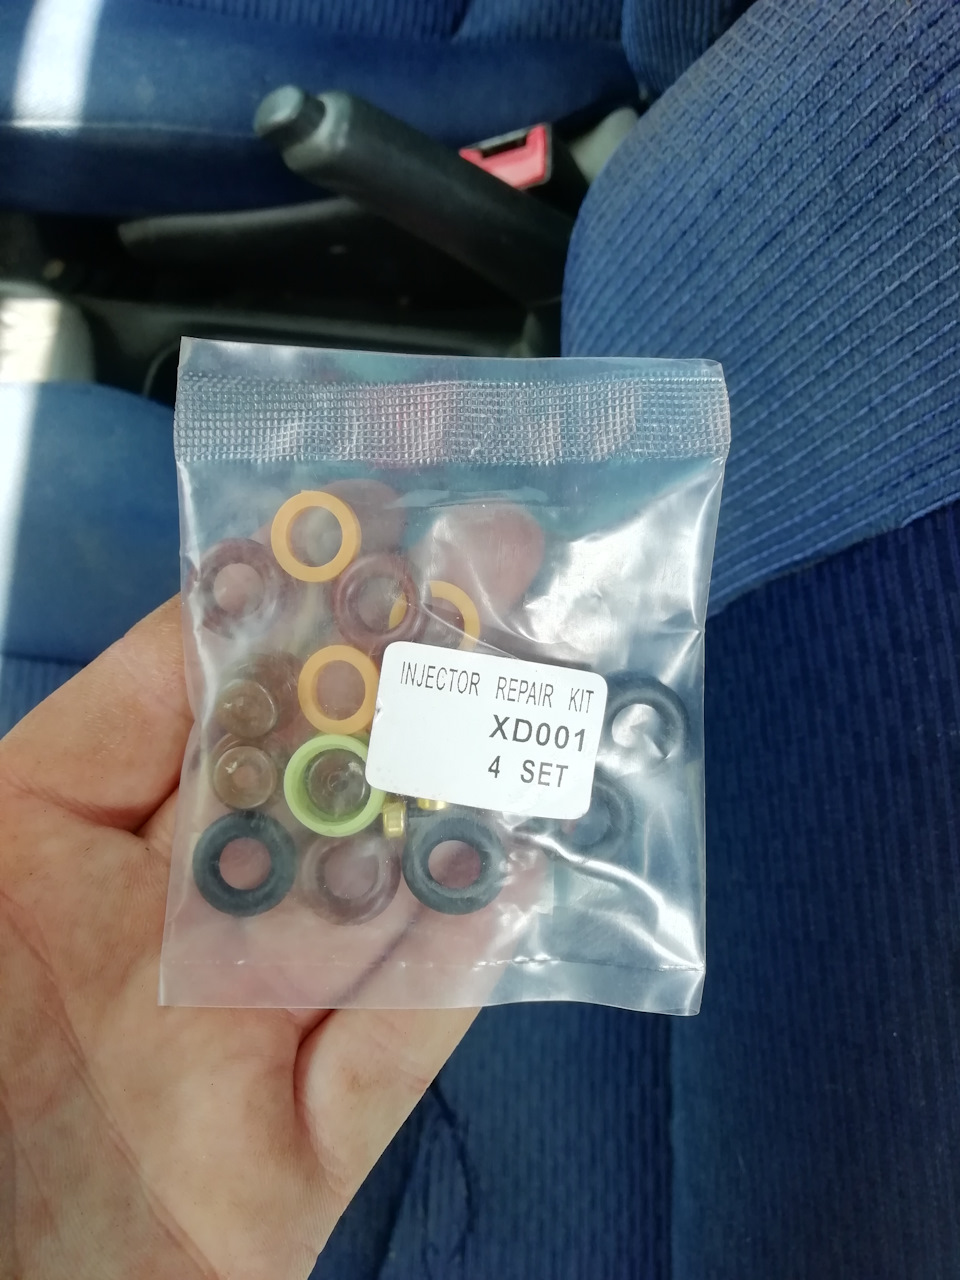 INJECTOR REPAIR KIT
XD001
4 SET